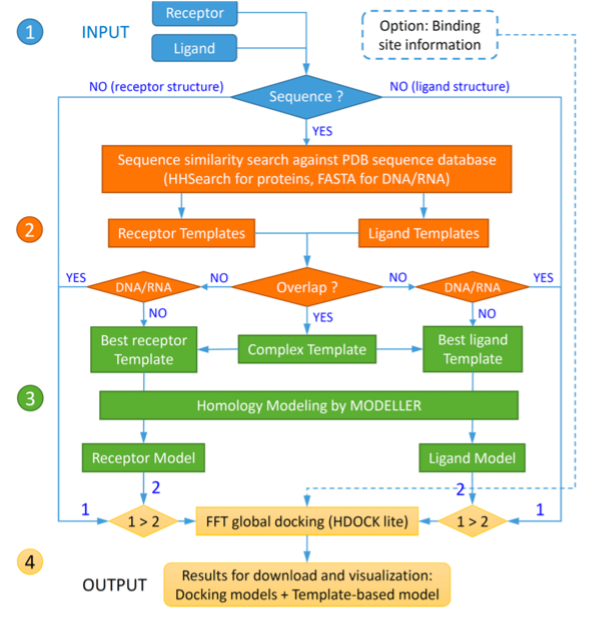 1
INPUT
Receptor
Ligand
Option: Binding
site information
NO (receptor structure)
Sequence ?
NO (ligand structure)
YES
Sequence similarity search against PDB sequence database
(HHSearch for proteins, FASTA for DNA/RNA)
2
Receptor Templates
Ligand Templates
YES
DNA/RNA
NO
Overlap ?
NO
DNA/RNA
YES
NO
YES
NO
Best receptor
Template
Complex Template
Best ligand
Template
3
Homology Modeling by MODELLER
Receptor Model
Ligand Model
2
2
1
1 > 2
FFT global docking (HDOCK lite)
1 > 2
1
4
OUTPUT
Results for download and visualization:
Docking models + Template-based model